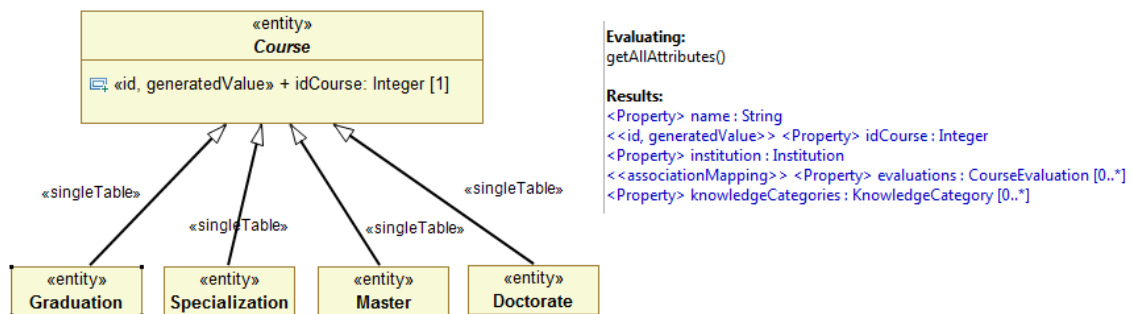 «entity»
Course
«id, generatedValue» + idCourse: Integer [1]
«singleTable»
«singleTable»
«singleTable»
«singleTable»
«entity»
Graduation
«entity»
Specialization
«entity»
Master
«entity»
Doctorate
Evaluating:
getAllAttributes()
Results:
<Property> name : String
<<id, generatedValue>> <Property> idCourse : Integer
<Property> institution : Institution
<<associationMapping>> <Property> evaluations : CourseEvaluation [0..*]
<Property> knowledgeCategories : KnowledgeCategory [0..*]